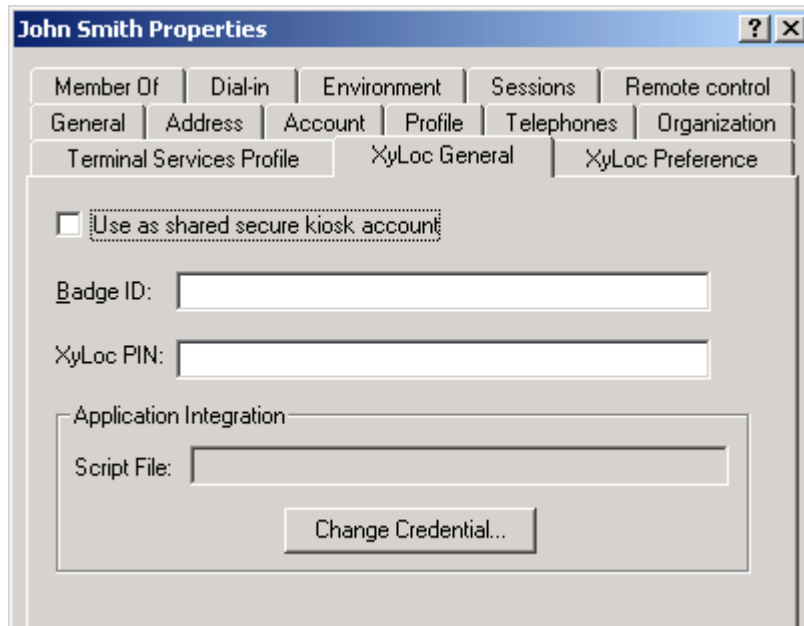 John Smith Properties
Member Of Dial-in Environment Sessions Remote control
General Address Account Profile Telephones Organization
Terminal Services Profile XyLoc General XyLoc Preference
Use as shared secure kiosk account
Badge ID:
XyLoc PIN:
Application Integration
Script File:
Change Credential...